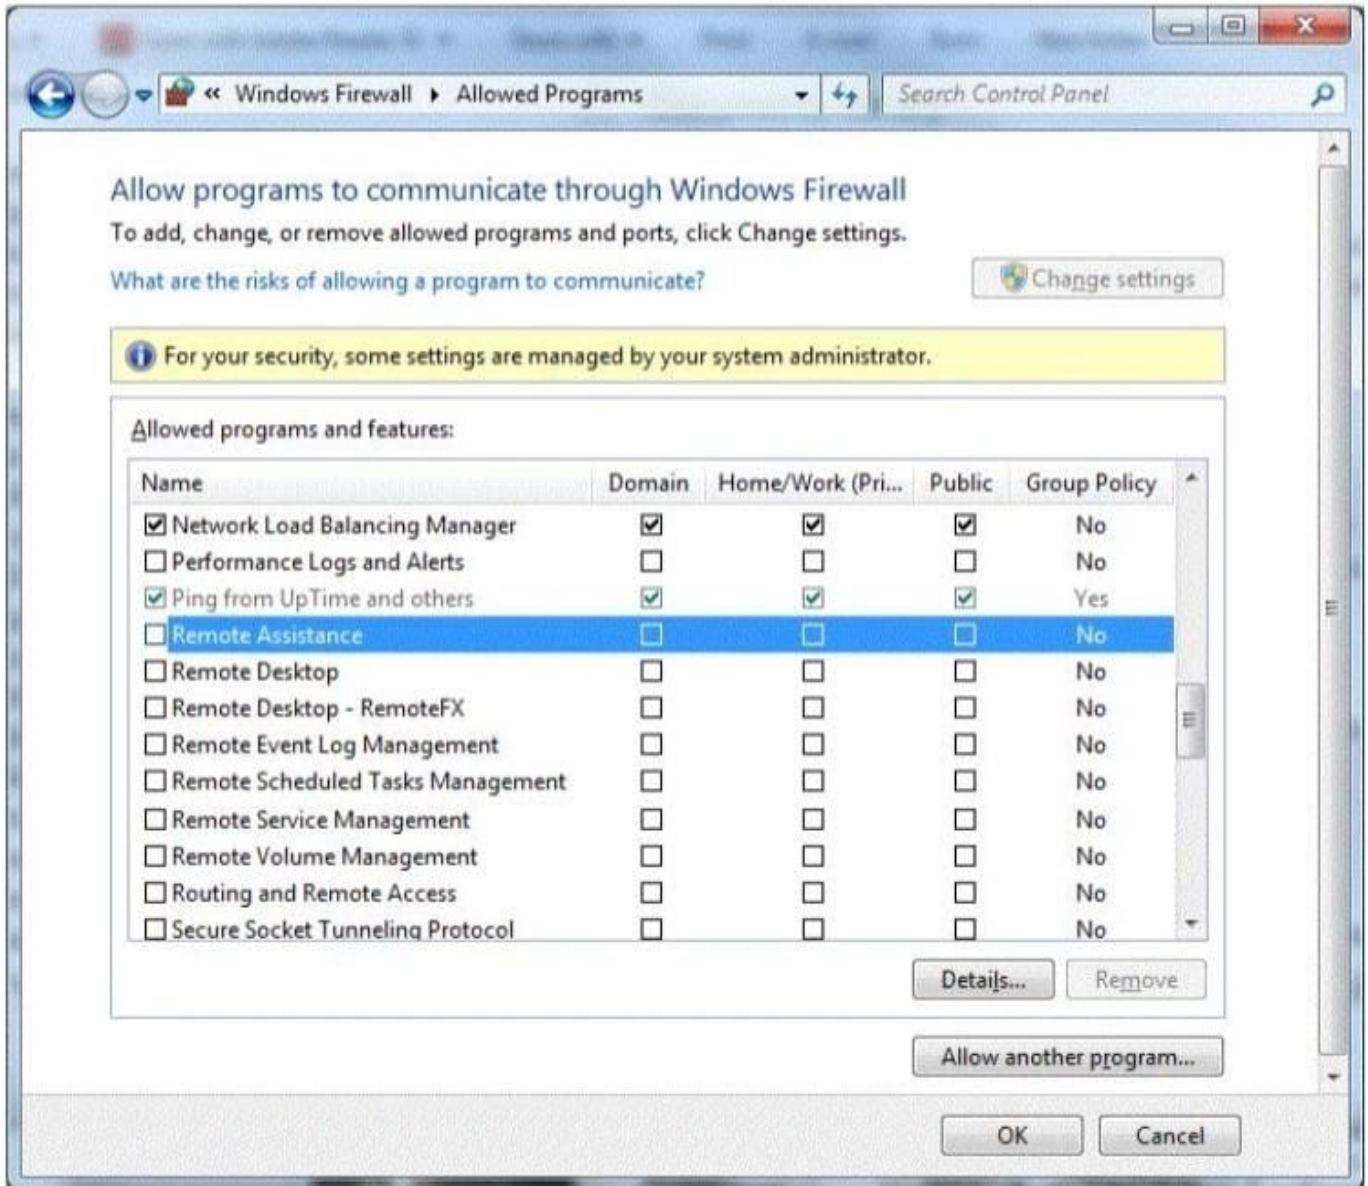 « Windows Firewall ▸ Allowed Programs Search Control Panel
Allow programs to communicate through Windows Firewall
To add, change, or remove allowed programs and ports, click Change settings.
What are the risks of allowing a program to communicate? Change settings
For your security, some settings are managed by your system administrator.
Allowed programs and features:
Name Domain Home/Work (Pri... Public Group Policy
Network Load Balancing Manager No
Performance Logs and Alerts No
Ping from UpTime and others Yes
Remote Assistance No
Remote Desktop No
Remote Desktop - RemoteFX No
Remote Event Log Management No
Remote Scheduled Tasks Management No
Remote Service Management No
Remote Volume Management No
Routing and Remote Access No
Secure Socket Tunneling Protocol No
Details... Remove
Allow another program...
OK Cancel